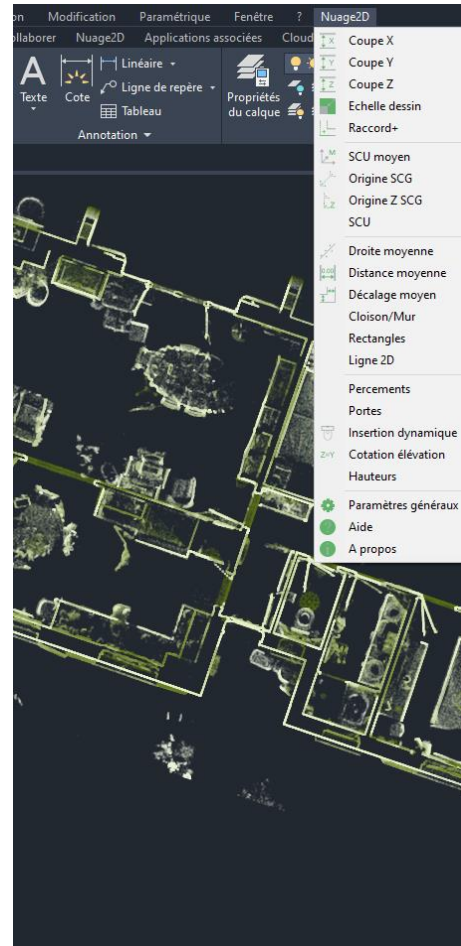 Modification Paramétrique Fenêtre ? Nuage2D
Nuage2D Applications associées Cloud
A
Texte
Cote
Linéaire
Ligne de repère
Tableau
Propriétés
du calque
Annotation
Coupe X
Coupe Y
Coupe Z
Echelle dessin
Raccord+
SCU moyen
Origine SCG
Origine Z SCG
SCU
Droite moyenne
Distance moyenne
Décalage moyen
Cloison/Mur
Rectangles
Ligne 2D
Percements
Portes
Insertion dynamique
Cotation élévation
Hauteurs
Paramètres généraux
Aide
A propos